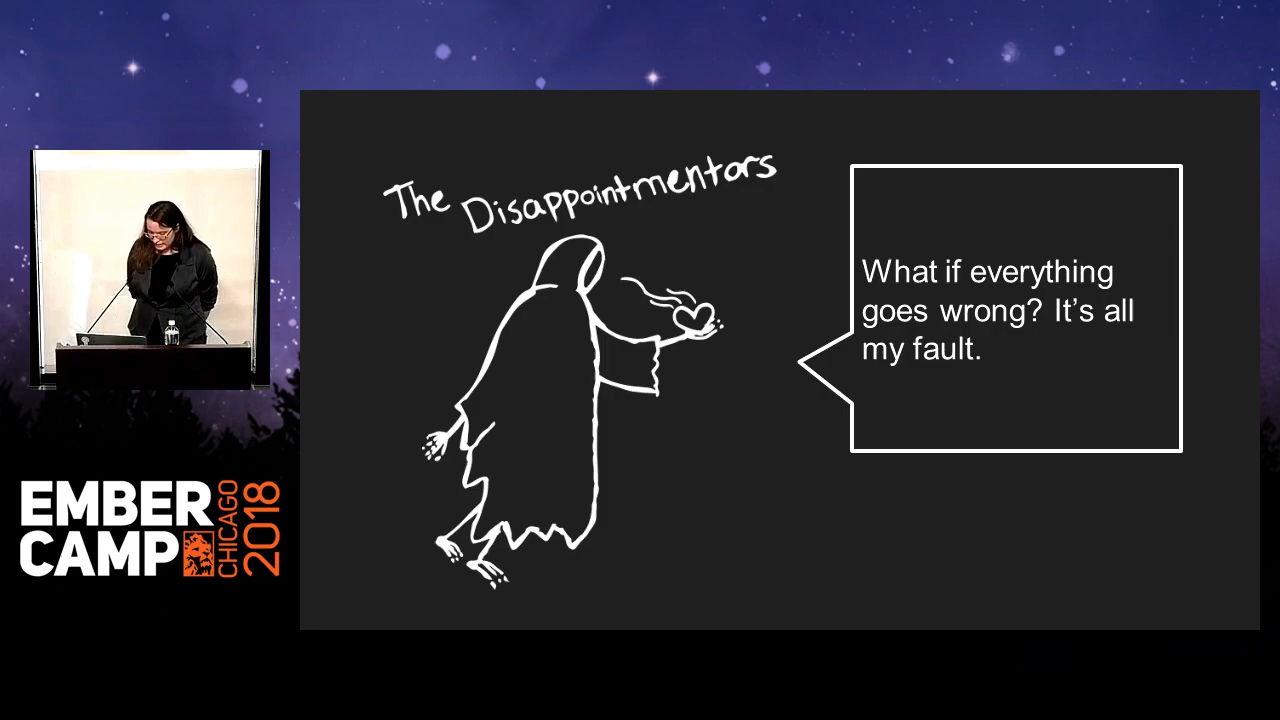 The Disappointmentors
What if everything
goes wrong? It's all
my fault.
EMBER
CAMP
CHICAGO
2018